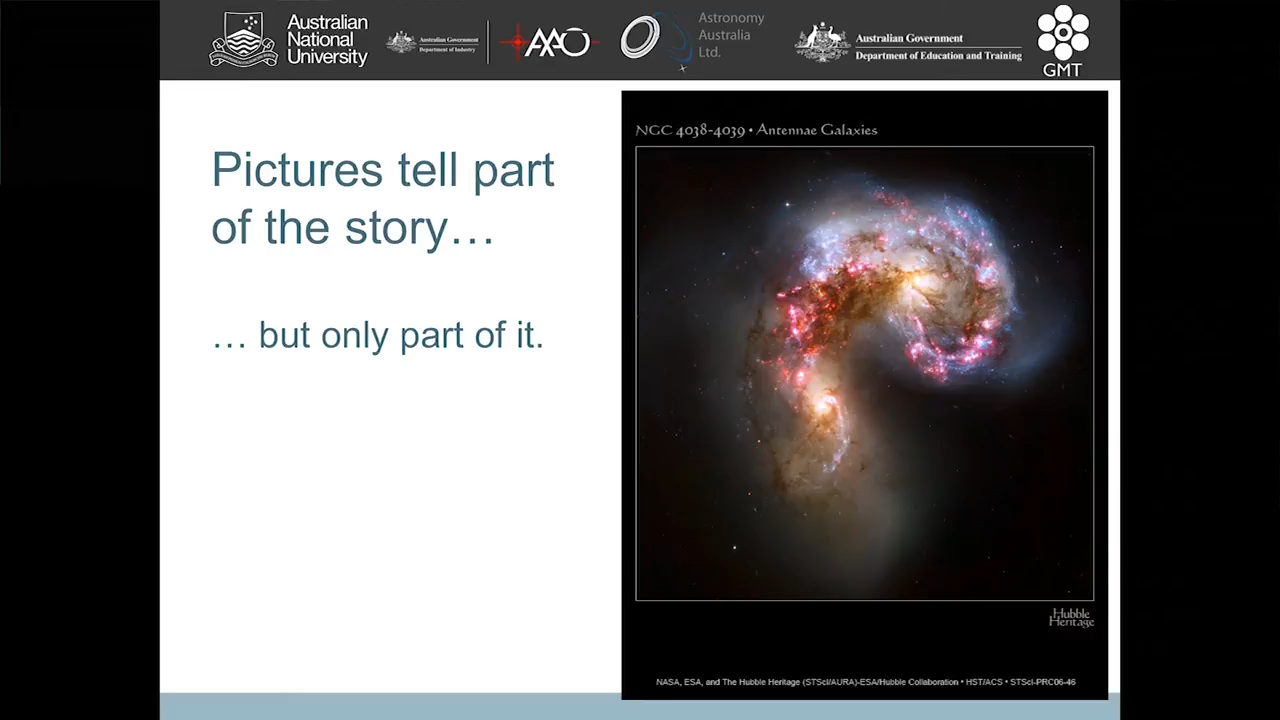 Australian
National
University
Australian Government
Department of Industry
AAO
Astronomy
Australia
Ltd.
Australian Government
Department of Education and Training
GMT
Pictures tell part
of the story…
… but only part of it.
NGC 4038-4039 • Antennae Galaxies
Hubble
Heritage
NASA, ESA, and The Hubble Heritage (STScI/AURA)-ESA/Hubble Collaboration • HST/ACS • STScI-PRC06-46